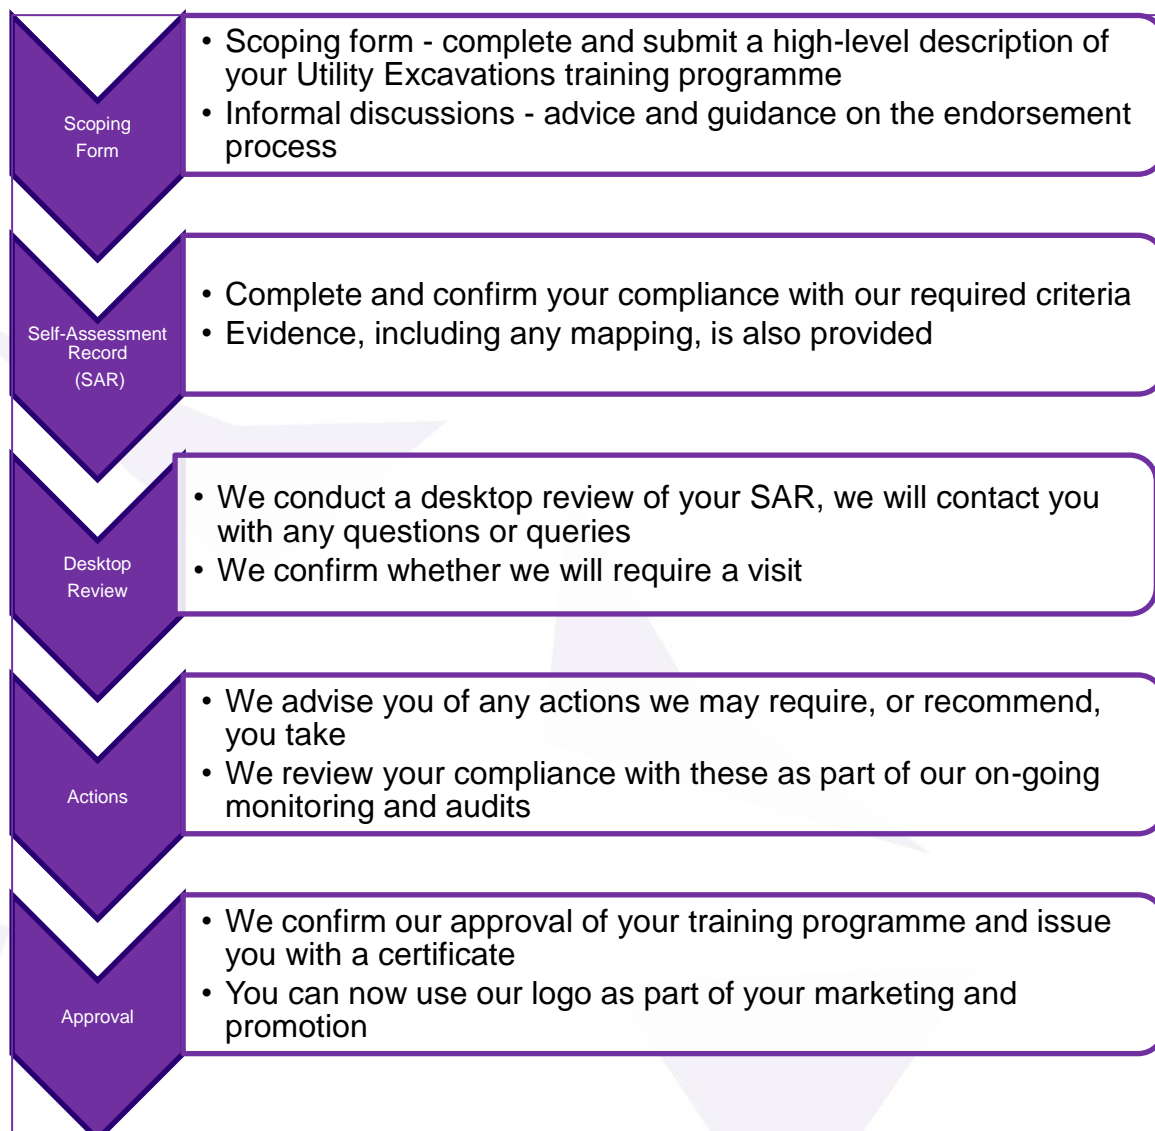 Scoping
Form
• Scoping form - complete and submit a high-level description of
your Utility Excavations training programme
• Informal discussions - advice and guidance on the endorsement
process
Self-Assessment
Record
(SAR)
• Complete and confirm your compliance with our required criteria
• Evidence, including any mapping, is also provided
Desktop
Review
• We conduct a desktop review of your SAR, we will contact you
with any questions or queries
• We confirm whether we will require a visit
Actions
• We advise you of any actions we may require, or recommend,
you take
• We review your compliance with these as part of our on-going
monitoring and audits
Approval
• We confirm our approval of your training programme and issue
you with a certificate
• You can now use our logo as part of your marketing and
promotion